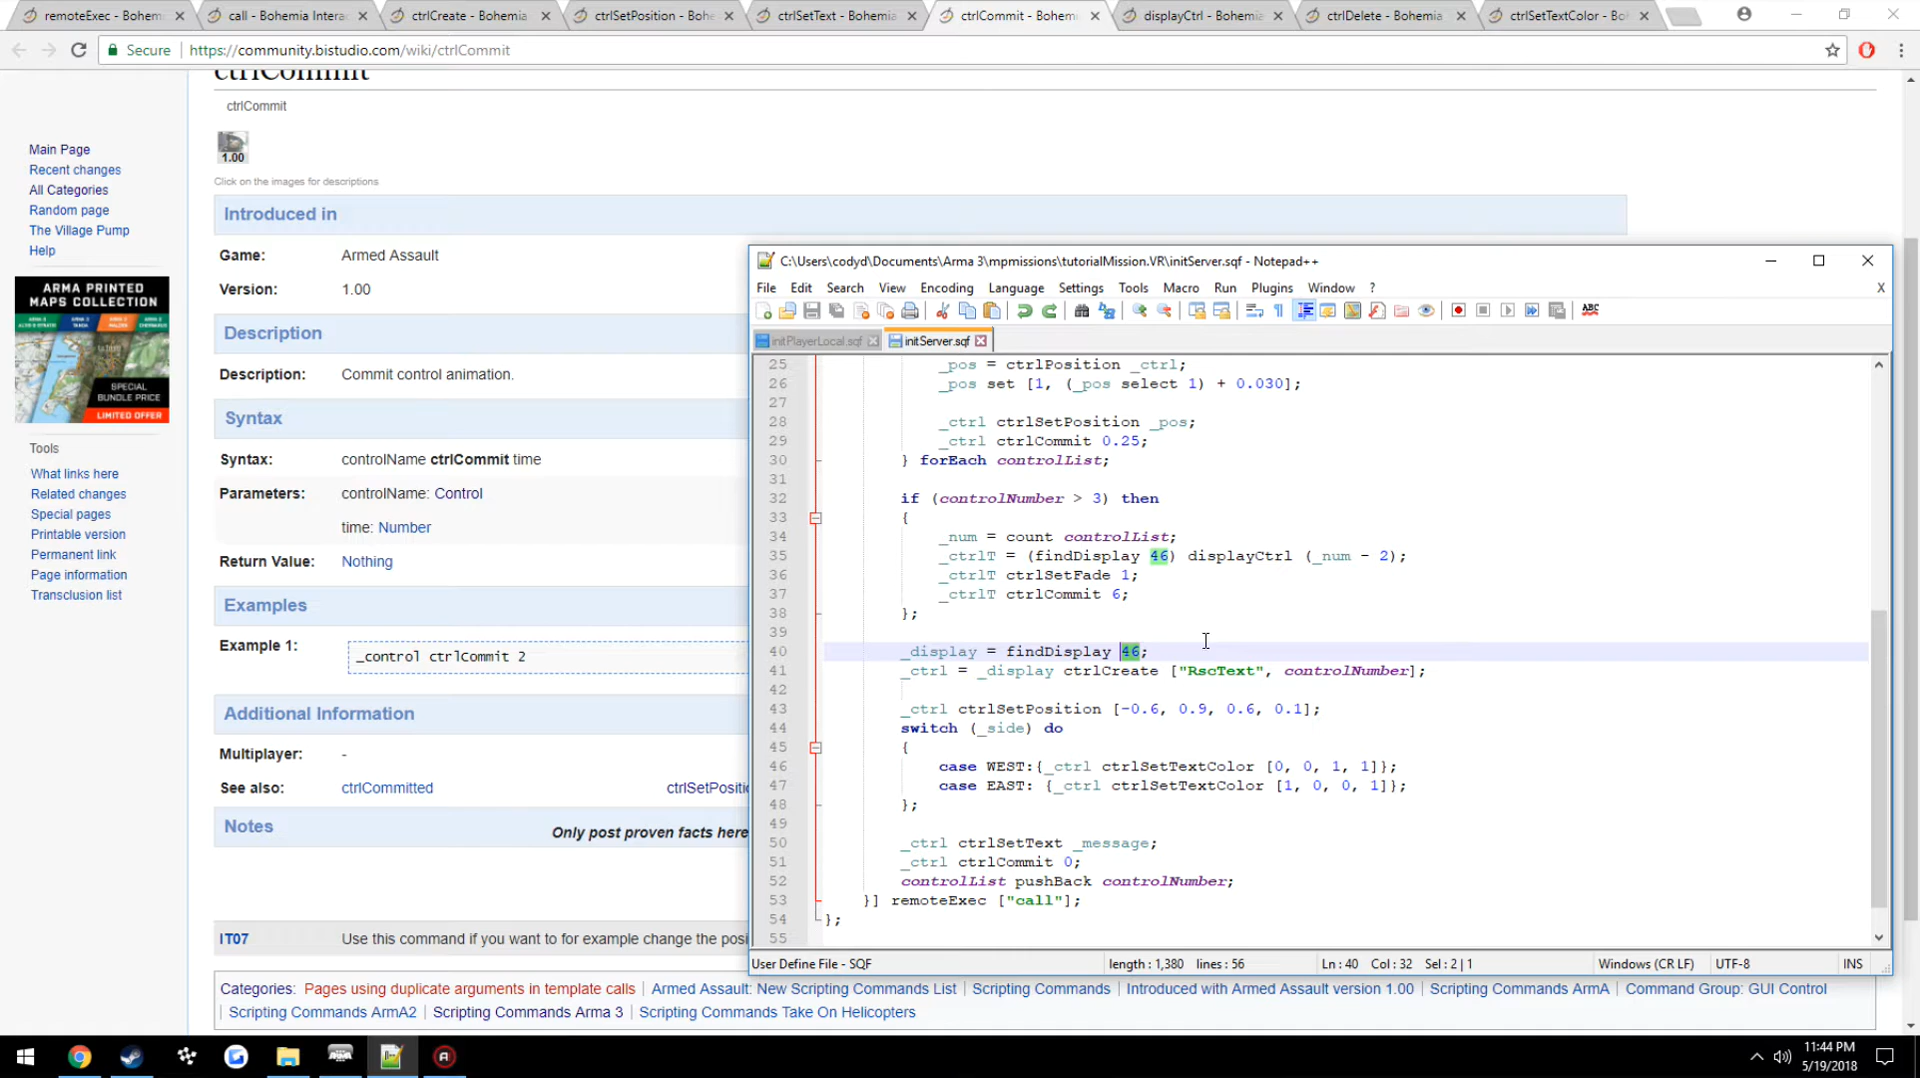 remoteExec - Bohem
call - Bohemia Intera
ctrlCreate - Bohemia
ctrlSetPosition - Bohe
ctrlSetText - Bohemia
ctrlCommit - Bohem
displayCtrl - Bohemia
ctrlDelete - Bohemia
ctrlSetTextColor - Bo
Secure
https://community.bistudio.com/wiki/ctrlCommit
ctrlCommit
ctrlCommit
1.00
Click on the images for descriptions
Main Page
Recent changes
All Categories
Random page
The Village Pump
Help
ARMA PRINTED
MAPS COLLECTION
SPECIAL
BUNDLE PRICE
LIMITED OFFER
Tools
What links here
Related changes
Special pages
Printable version
Permanent link
Page information
Transclusion list
Introduced in
Game: Armed Assault
Version: 1.00
Description
Description: Commit control animation.
Syntax
Syntax: controlName ctrlCommit time
Parameters: controlName: Control
time: Number
Return Value: Nothing
Examples
Example 1: _control ctrlCommit 2
Additional Information
Multiplayer: -
See also: ctrlCommitted ctrlSetPositio
Notes
Only post proven facts here
IT07 Use this command if you want to for example change the posi
Categories: Pages using duplicate arguments in template calls | Armed Assault: New Scripting Commands List | Scripting Commands | Introduced with Armed Assault version 1.00 | Scripting Commands ArmA | Command Group: GUI Control
Scripting Commands ArmA2 | Scripting Commands Arma 3 | Scripting Commands Take On Helicopters
C:\Users\codyd\Documents\Arma 3\mpmissions\tutorialMission.VR\initServer.sqf - Notepad++
File Edit Search View Encoding Language Settings Tools Macro Run Plugins Window ? X
ABC
initPlayerLocal.sqf initServer.sqf
25 _pos = ctrlPosition _ctrl;
26 _pos set [1, (_pos select 1) + 0.030];
27
28 _ctrl ctrlSetPosition _pos;
29 _ctrl ctrlCommit 0.25;
30 } forEach controlList;
31
32 if (controlNumber > 3) then
33 {
34 _num = count controlList;
35 _ctrlT = (findDisplay 46) displayCtrl (_num - 2);
36 _ctrlT ctrlSetFade 1;
37 _ctrlT ctrlCommit 6;
38 };
39
40 _display = findDisplay 46;
41 _ctrl = _display ctrlCreate ["RscText", controlNumber];
42
43 _ctrl ctrlSetPosition [-0.6, 0.9, 0.6, 0.1];
44 switch (_side) do
45 {
46 case WEST:{_ctrl ctrlSetTextColor [0, 0, 1, 1]};
47 case EAST: {_ctrl ctrlSetTextColor [1, 0, 0, 1]};
48 };
49
50 _ctrl ctrlSetText _message;
51 _ctrl ctrlCommit 0;
52 controlList pushBack controlNumber;
53 }] remoteExec ["call"];
54 };
55
User Define File - SQF length : 1,380 lines : 56 Ln : 40 Col : 32 Sel : 2 | 1 Windows (CR LF) UTF-8 INS
11:44 PM
5/19/2018